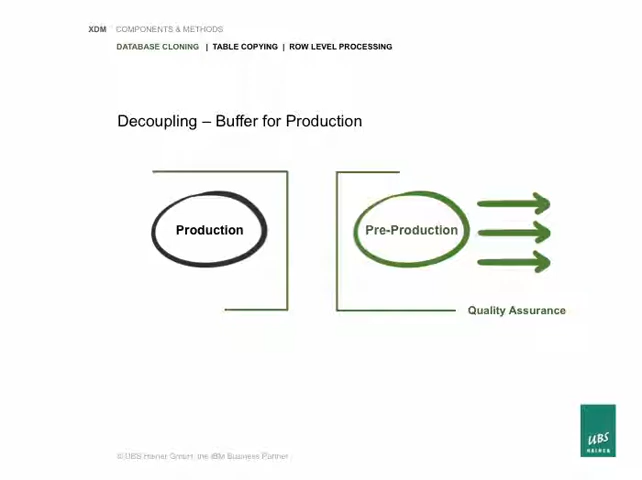 XDM COMPONENTS & METHODS
DATABASE CLONING | TABLE COPYING | ROW LEVEL PROCESSING
Decoupling – Buffer for Production
Production
Pre-Production
Quality Assurance
UBS
HAINER
© UBS Hainer GmbH, the IBM Business Partner